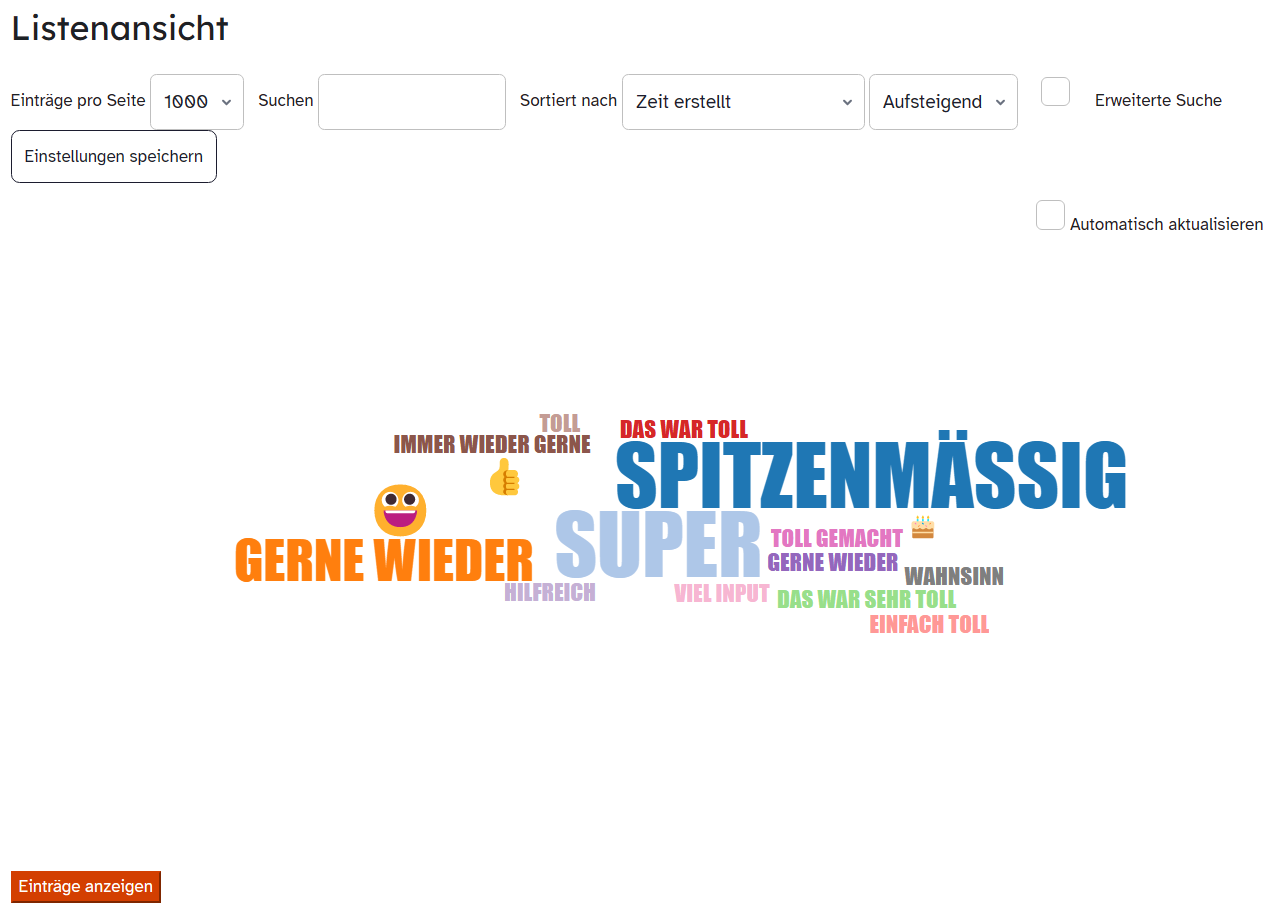 Listenansicht
Einträge pro Seite 1000 Suchen Sortiert nach Zeit erstellt Aufsteigend Erweiterte Suche
Einstellungen speichern
Automatisch aktualisieren
TOLL
DAS WAR TOLL
IMMER WIEDER GERNE
SPITZENMÄSSIG
SUPER
TOLL GEMACHT
GERNE WIEDER
GERNE WIEDER
WAHNSINN
HILFREICH
VIEL INPUT
DAS WAR SEHR TOLL
EINFACH TOLL
Einträge anzeigen